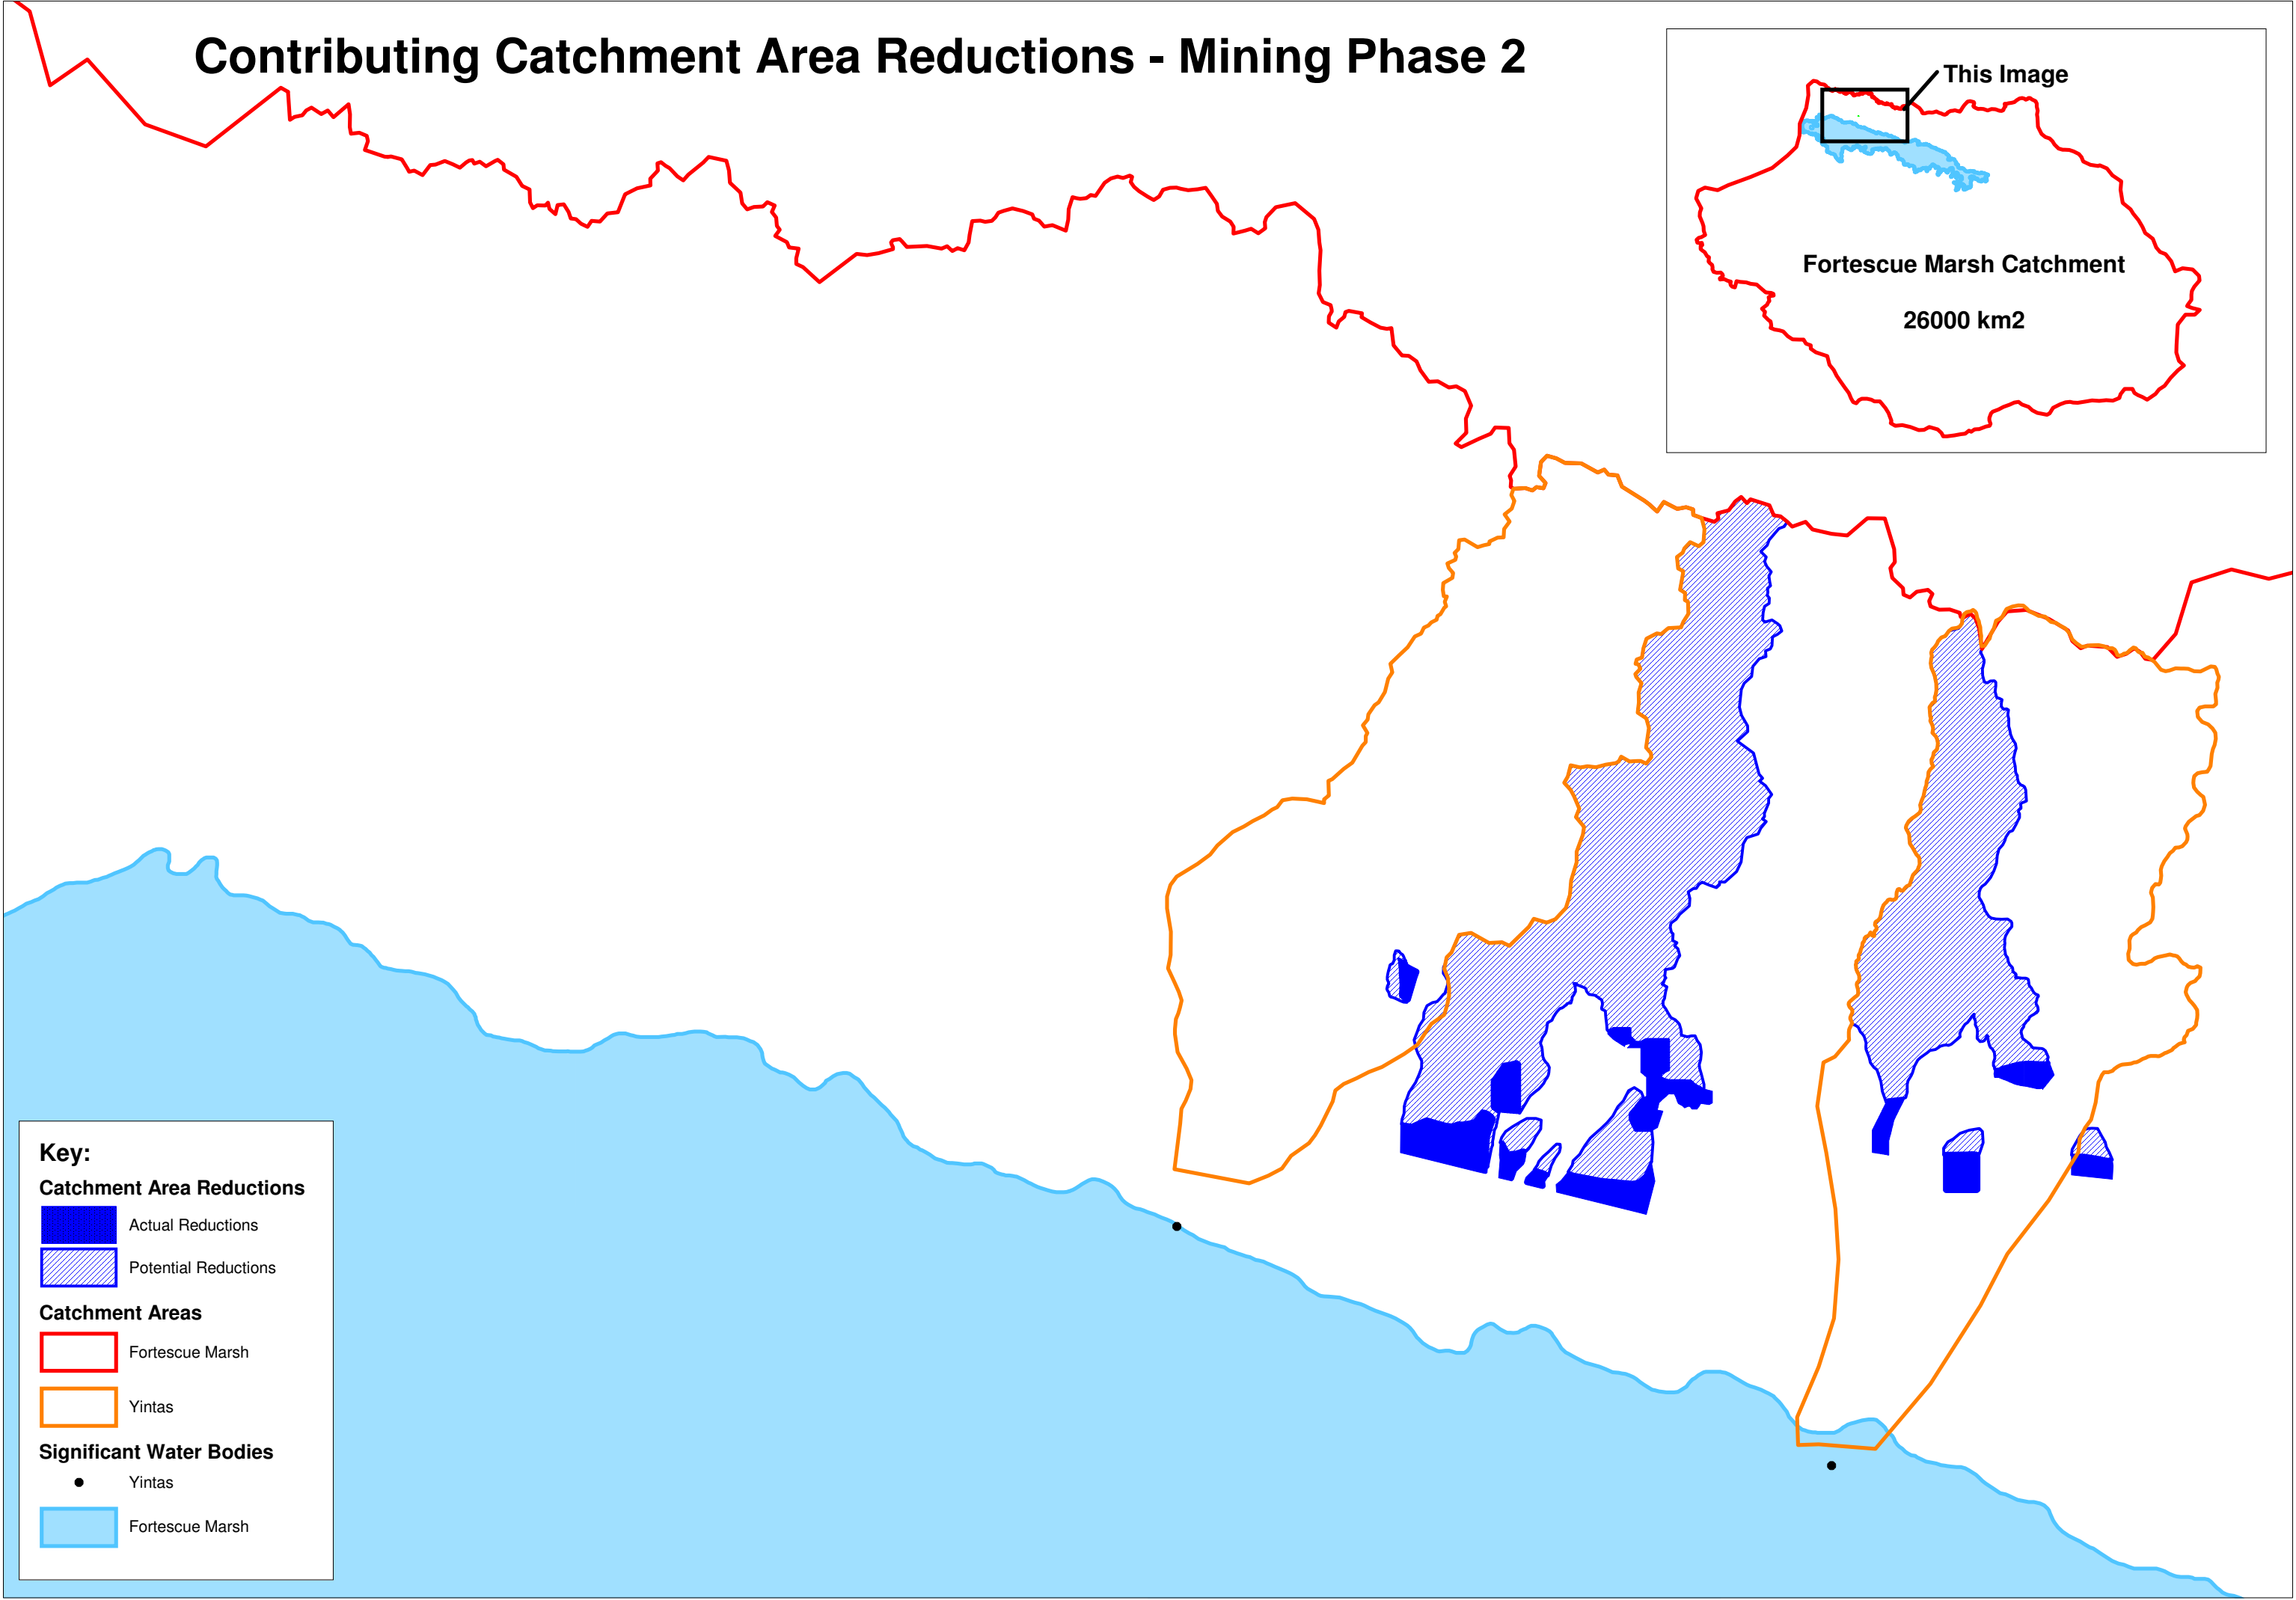 Contributing Catchment Area Reductions - Mining Phase 2
This Image
Fortescue Marsh Catchment
26000 km2
Key:
Catchment Area Reductions
Actual Reductions
Potential Reductions
Catchment Areas
Fortescue Marsh
Yintas
Significant Water Bodies
Yintas
Fortescue Marsh